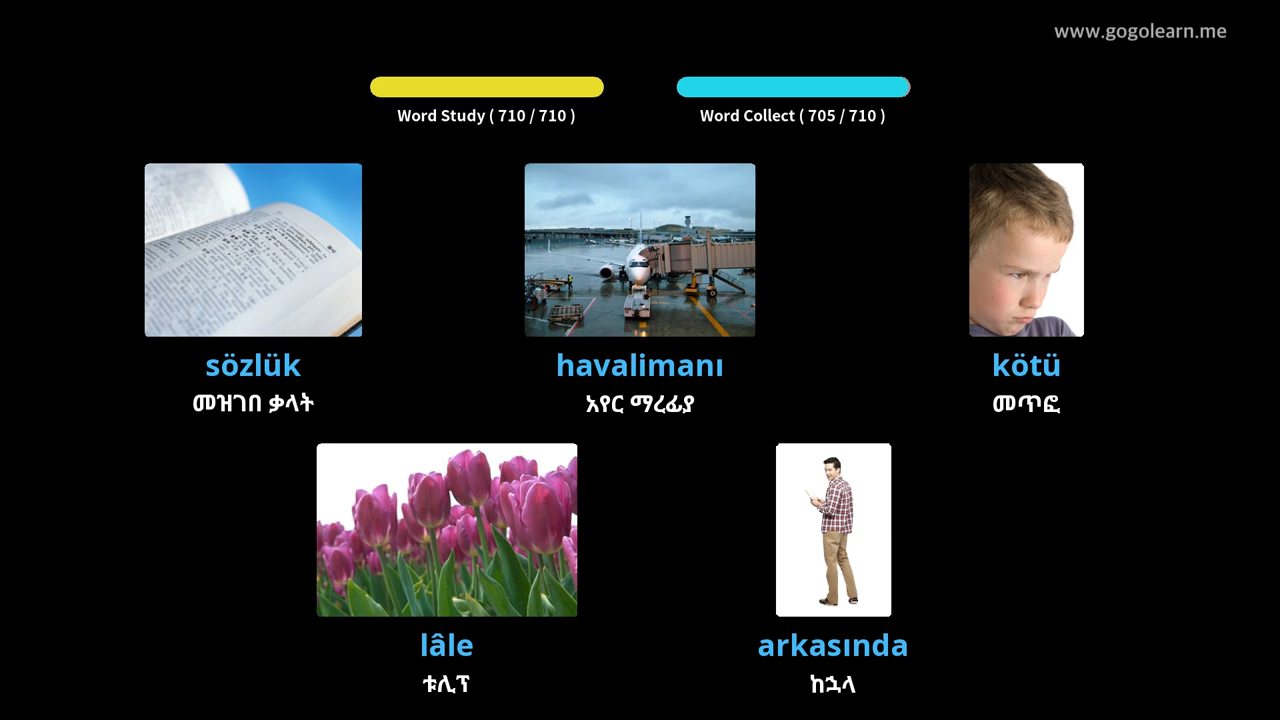 www.gogolearn.me
Word Study ( 710 / 710 )
Word Collect ( 705 / 710 )
sözlük
መዝገበ ቃላት
havalimanı
አየር ማረፊያ
kötü
መጥፎ
lâle
ቱሊፕ
arkasında
ከኋላ